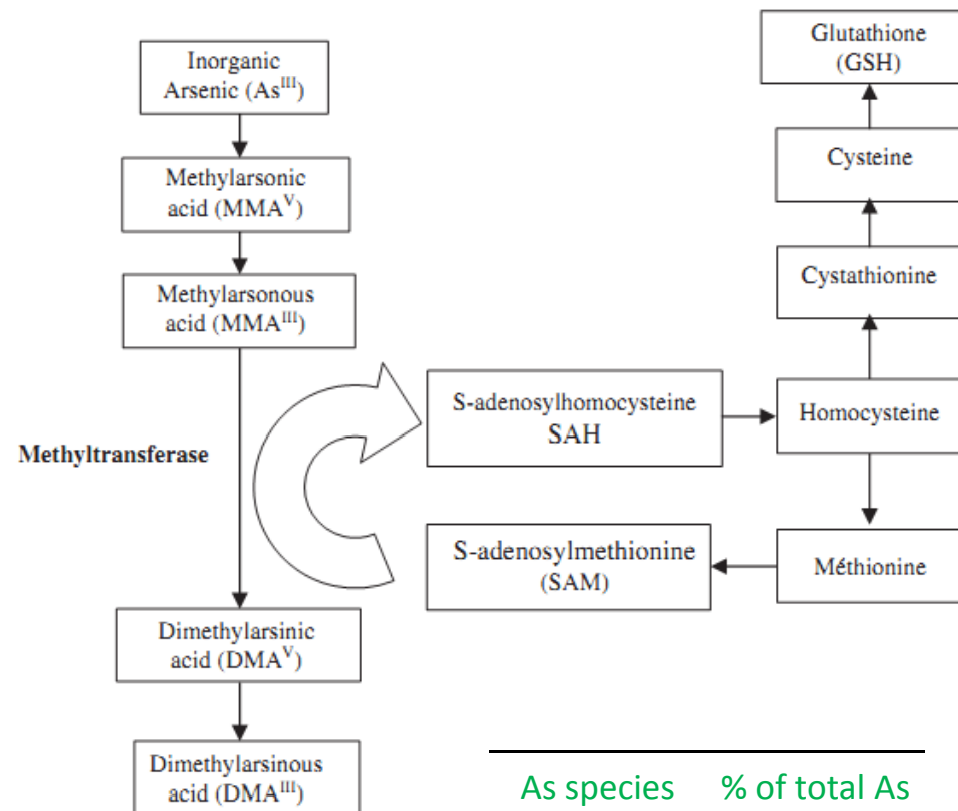 Inorganic
Arsenic (As^III)
Methylarsonic
acid (MMA^V)
Methylarsonous
acid (MMA^III)
Methyltransferase
Dimethylarsinic
acid (DMA^V)
Dimethylarsinous
acid (DMA^III)
S-adenosylhomocysteine
SAH
S-adenosylmethionine
(SAM)
Glutathione
(GSH)
Cysteine
Cystathionine
Homocysteine
Méthionine
As species % of total As